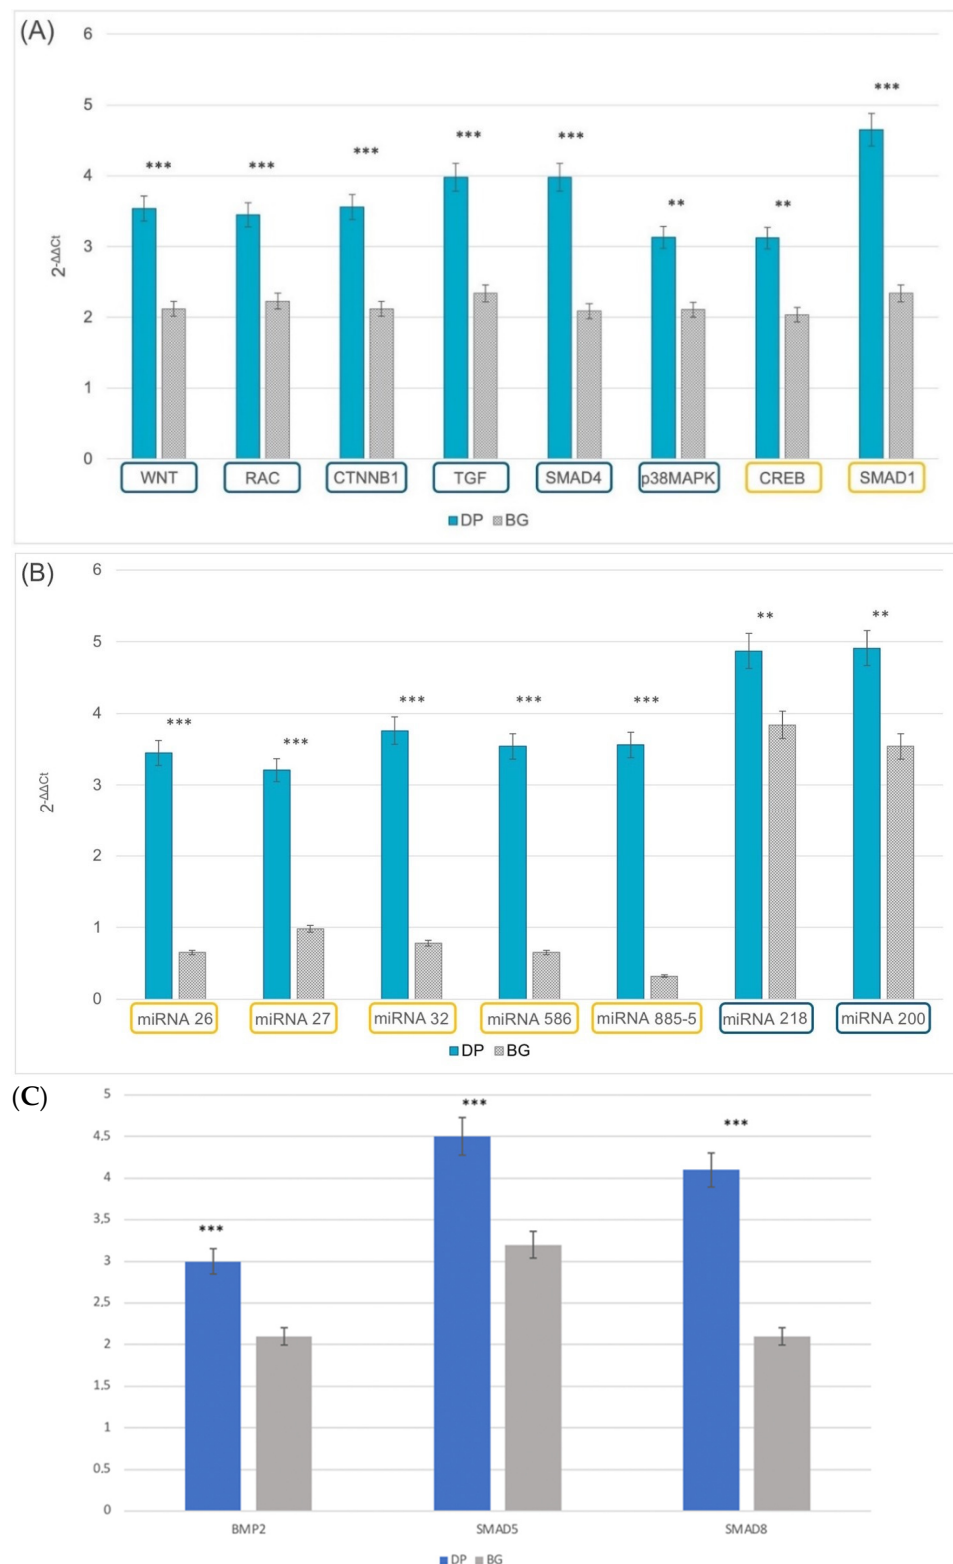 (A)
6
5
4
3
2
1
0
2-ΔΔCt
*** *** *** *** *** ** ** ***
WNT RAC CTNNB1 TGF SMAD4 p38MAPK CREB SMAD1
DP BG
(B)
6
5
4
3
2
1
0
2-ΔΔCt
*** *** *** *** *** ** **
miRNA 26 miRNA 27 miRNA 32 miRNA 586 miRNA 885-5 miRNA 218 miRNA 200
DP BG
(C)
5
4.5
4
3,5
3
2,5
2
1.5
1
0.5
0
*** *** ***
BMP2 SMAD5 SMAD8
DP BG